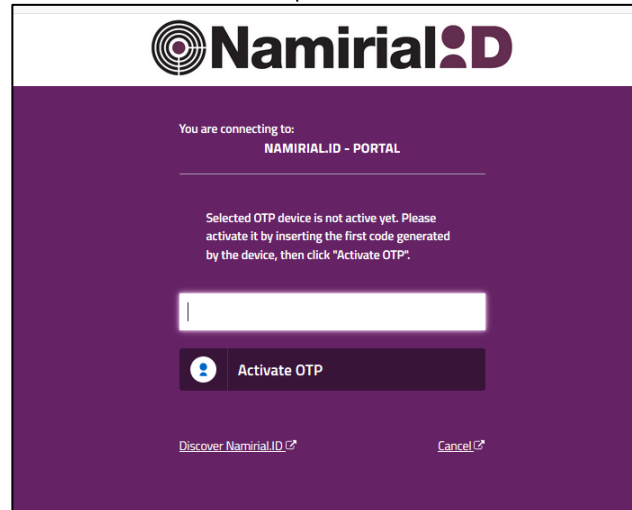 Namirial:D
You are connecting to:
NAMIRIAL.ID - PORTAL
Selected OTP device is not active yet. Please
activate it by inserting the first code generated
by the device, then click "Activate OTP".
Activate OTP
Discover Namirial.ID
Cancel